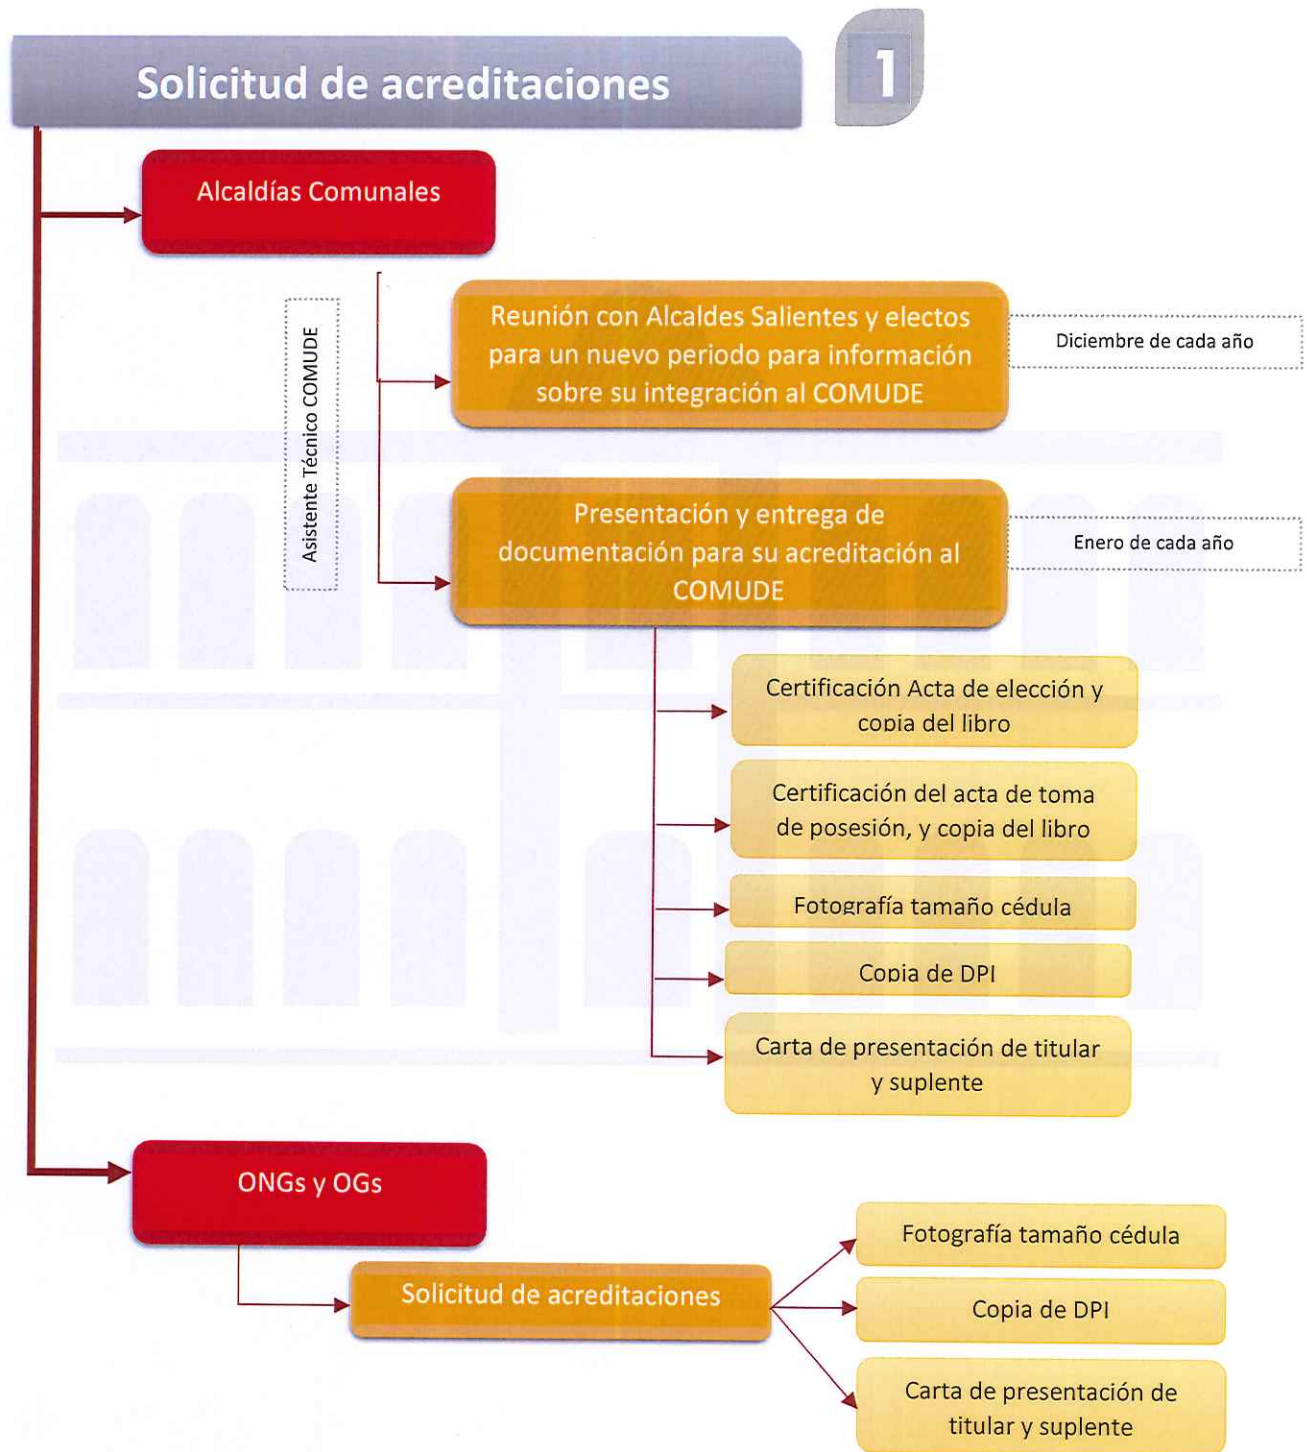 Solicitud de acreditaciones
1
Alcaldías Comunales
Asistente Técnico COMUDE
Reunión con Alcaldes Salientes y electos
para un nuevo periodo para información
sobre su integración al COMUDE
Diciembre de cada año
Presentación y entrega de
documentación para su acreditación al
COMUDE
Enero de cada año
Certificación Acta de elección y
copia del libro
Certificación del acta de toma
de posesión, y copia del libro
Fotografía tamaño cédula
Copia de DPI
Carta de presentación de titular
y suplente
ONGs y OGs
Solicitud de acreditaciones
Fotografía tamaño cédula
Copia de DPI
Carta de presentación de
titular y suplente